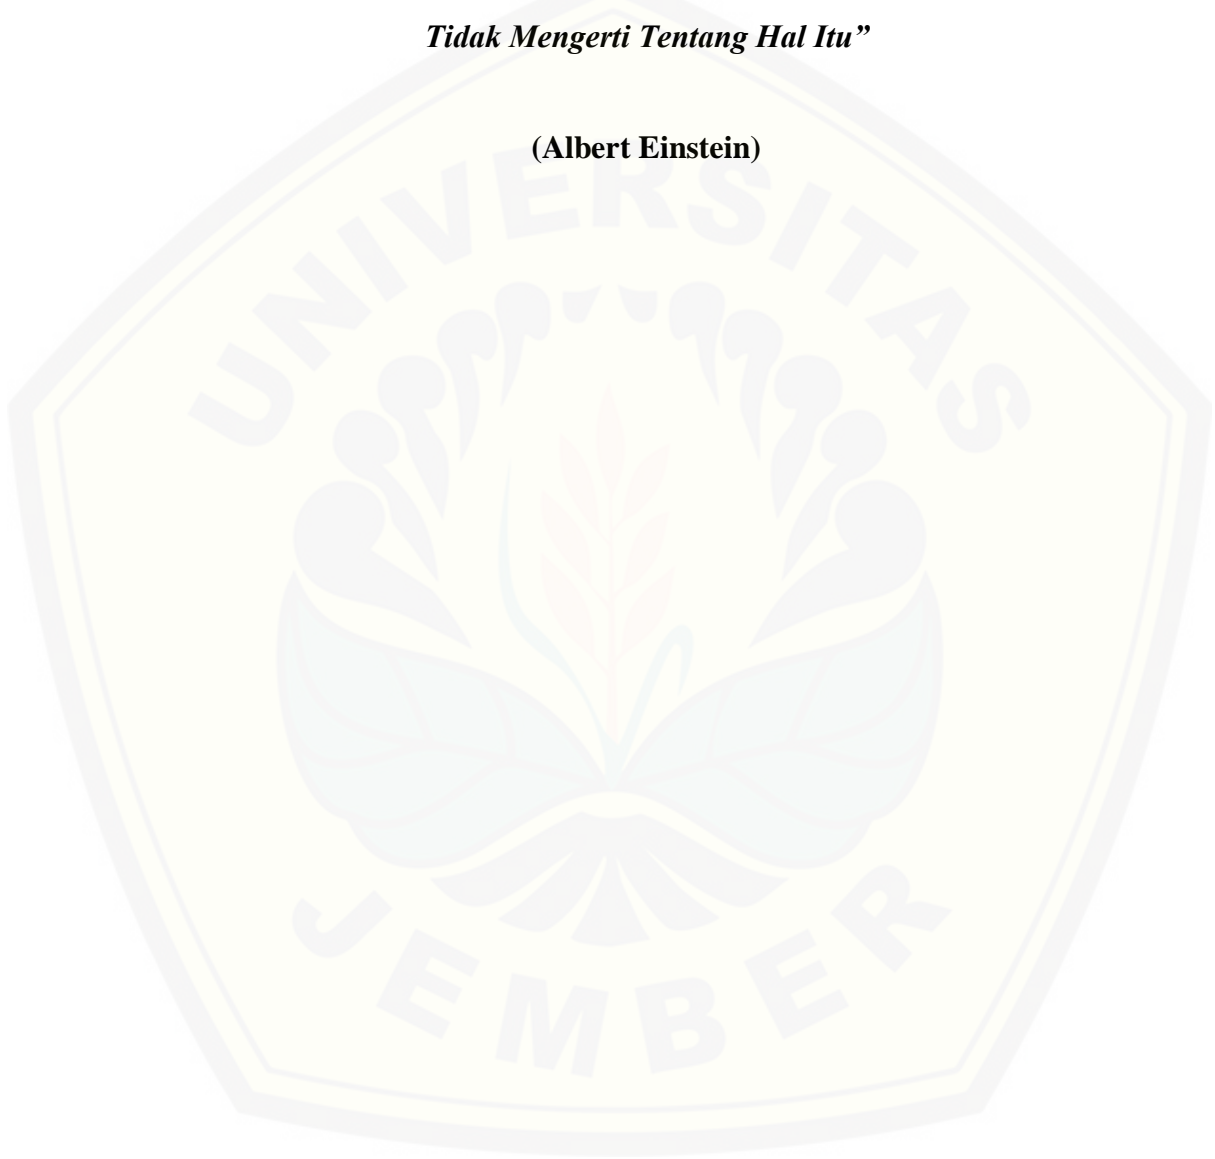 Tidak Mengerti Tentang Hal Itu”
(Albert Einstein)
UNIVERSITAS
JEMBER